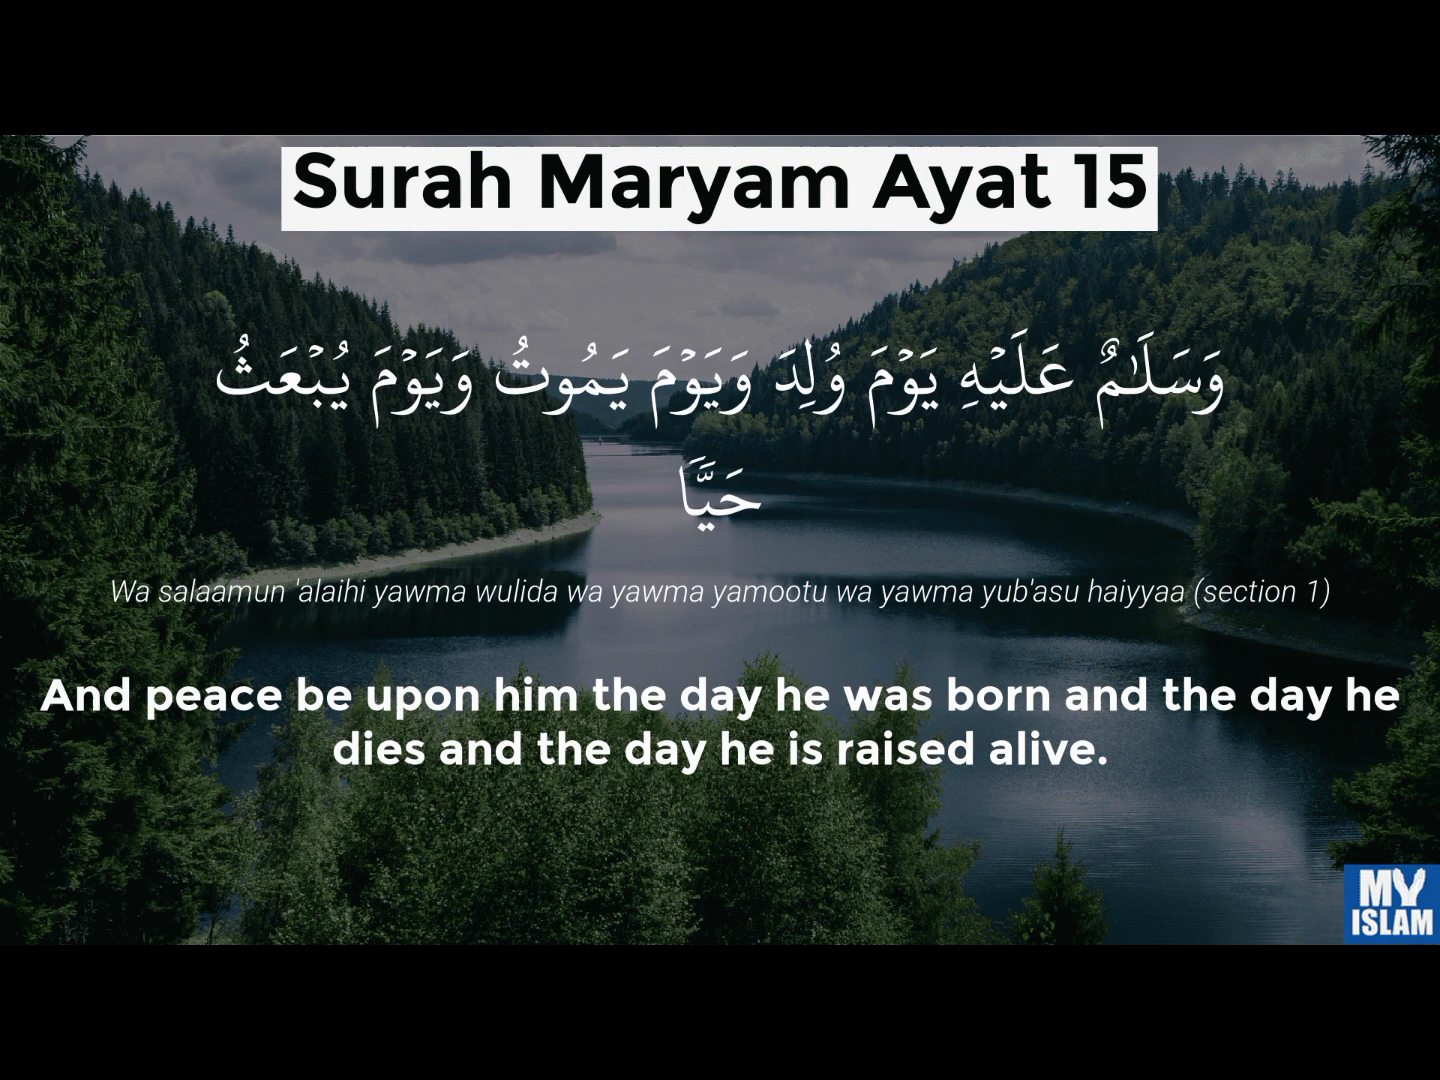 Surah Maryam Ayat 15
وَسَلَـٰمٌ عَلَيْهِ يَوْمَ وُلِدَ وَيَوْمَ يَمُوتُ وَيَوْمَ يُبْعَثُ
حَيًّا
Wa salaamun 'alaihi yawma wulida wa yawma yamootu wa yawma yub'asu haiyyaa (section 1)
And peace be upon him the day he was born and the day he
dies and the day he is raised alive.
MY
ISLAM